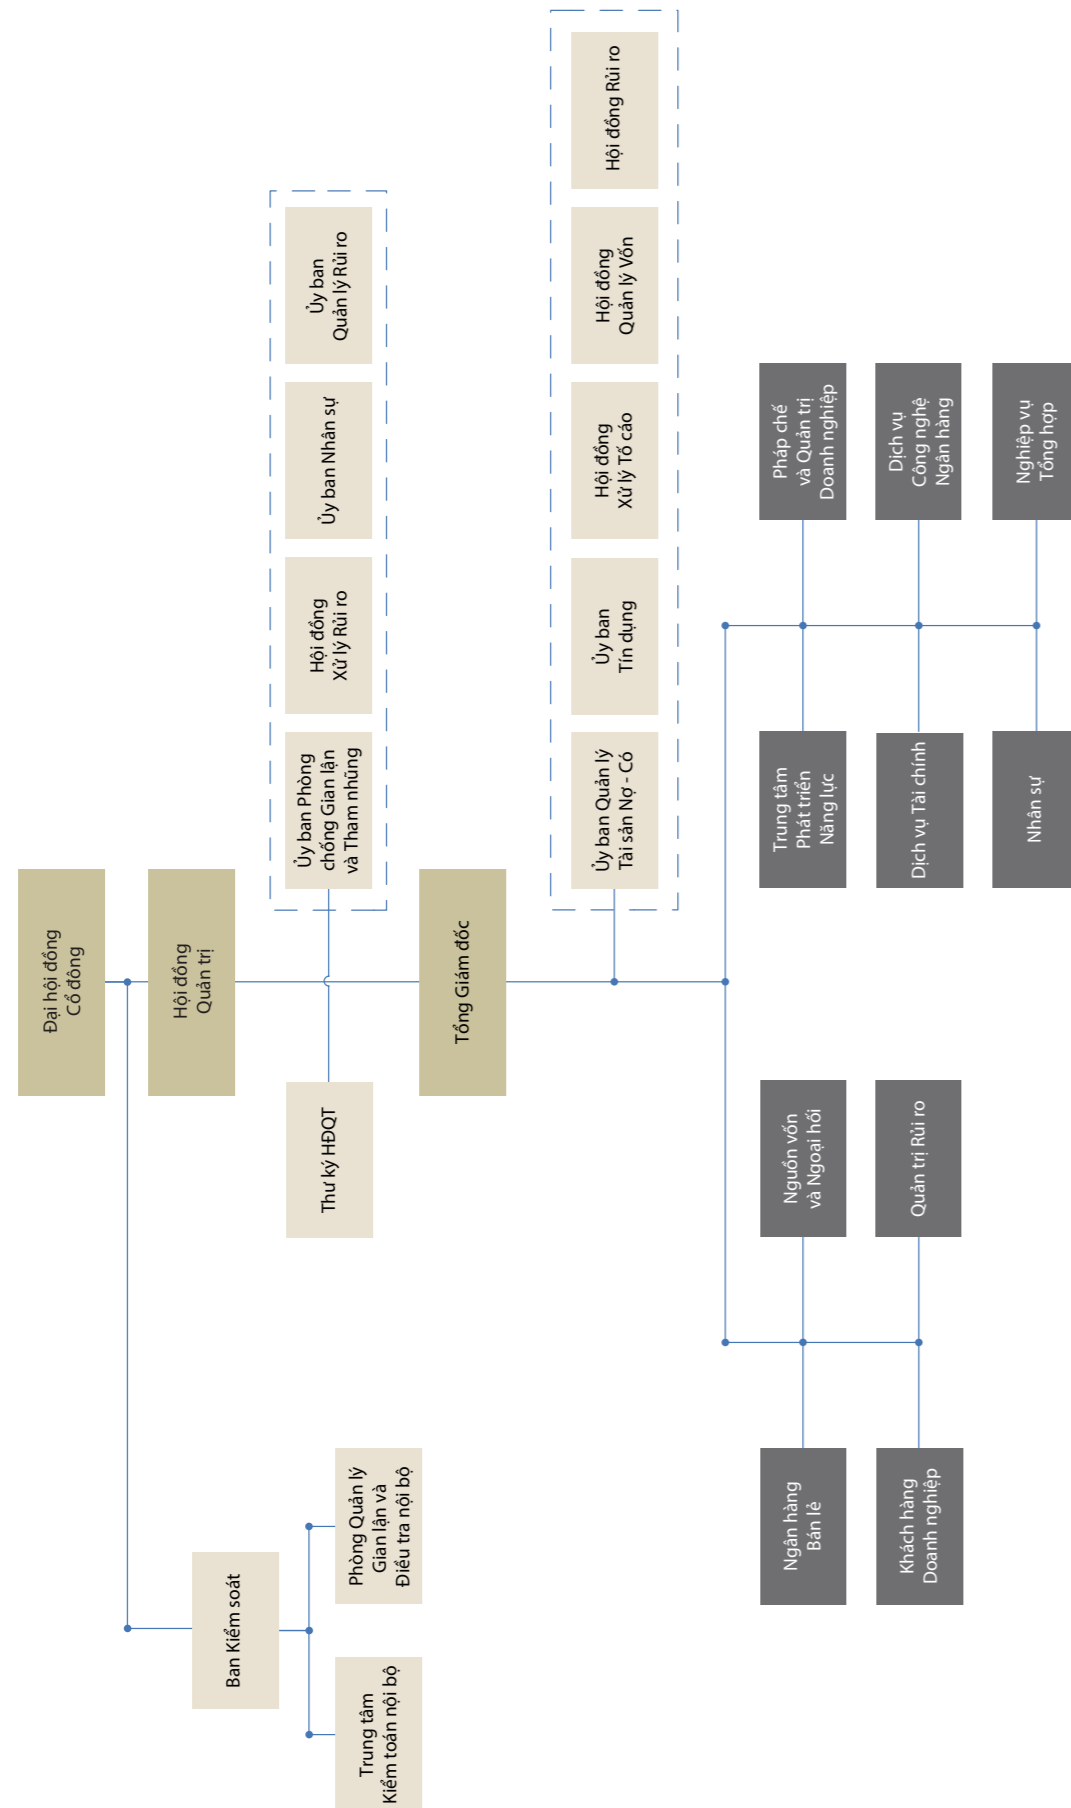 Đại hội đồng
Cổ đông
Hội đồng
Quản trị
Ban Kiểm soát
Trung tâm
Kiểm toán nội bộ
Phòng Quản lý
Gian lận và
Điều tra nội bộ
Thư ký HĐQT
Ủy ban Phòng
chống Gian lận
và Tham nhũng
Hội đồng
Xử lý Rủi ro
Ủy ban Nhân sự
Ủy ban
Quản lý Rủi ro
Tổng Giám đốc
Ủy ban Quản lý
Tài sản Nợ - Có
Ủy ban
Tín dụng
Hội đồng
Xử lý Tố cáo
Hội đồng
Quản lý Vốn
Hội đồng Rủi ro
Ngân hàng
Bán lẻ
Nguồn vốn
và Ngoại hối
Trung tâm
Phát triển
Năng lực
Pháp chế
và Quản trị
Doanh nghiệp
Khách hàng
Doanh nghiệp
Quản trị Rủi ro
Dịch vụ Tài chính
Dịch vụ
Công nghệ
Ngân hàng
Nhân sự
Nghiệp vụ
Tổng hợp